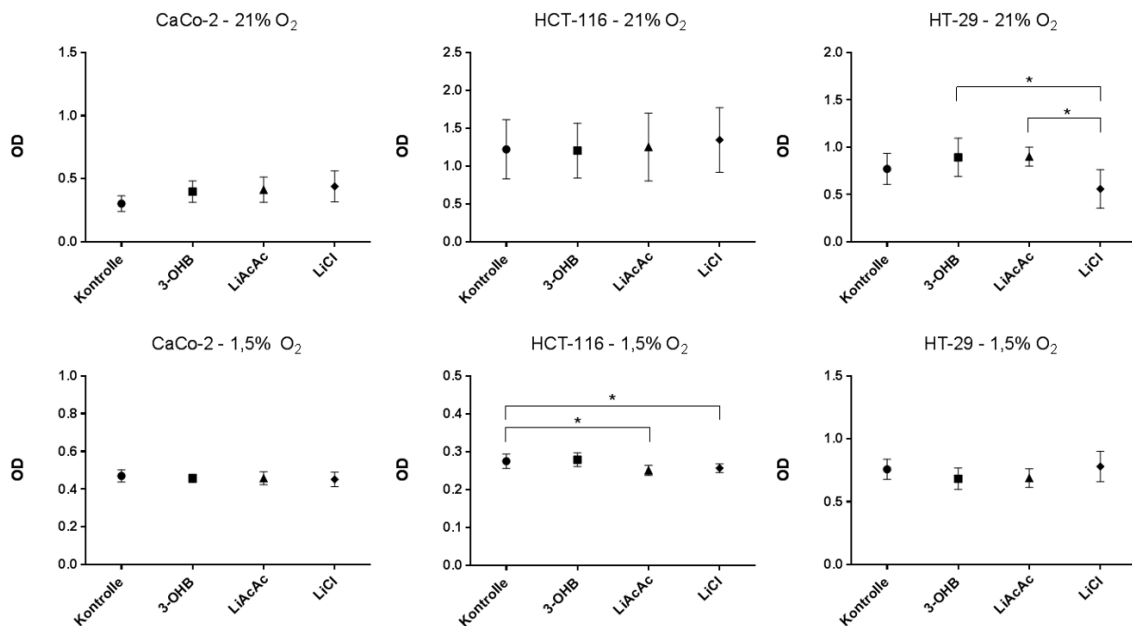 CaCo-2 - 21% O₂
1.5
1.0
0.5
0.0
OD
Kontrolle
3-OHB
LiAcAc
LiCl
HCT-116 - 21% O₂
2.5
2.0
1.5
1.0
0.5
0.0
OD
Kontrolle
3-OHB
LiAcAc
LiCl
HT-29 - 21% O₂
2.0
1.5
1.0
0.5
0.0
OD
*
*
Kontrolle
3-OHB
LiAcAc
LiCl
CaCo-2 - 1,5% O₂
1.0
0.8
0.6
0.4
0.2
0.0
OD
Kontrolle
3-OHB
LiAcAc
LiCl
HCT-116 - 1,5% O₂
0.5
0.4
0.3
0.2
0.1
0.0
OD
*
*
Kontrolle
3-OHB
LiAcAc
LiCl
HT-29 - 1,5% O₂
1.5
1.0
0.5
0.0
OD
Kontrolle
3-OHB
LiAcAc
LiCl